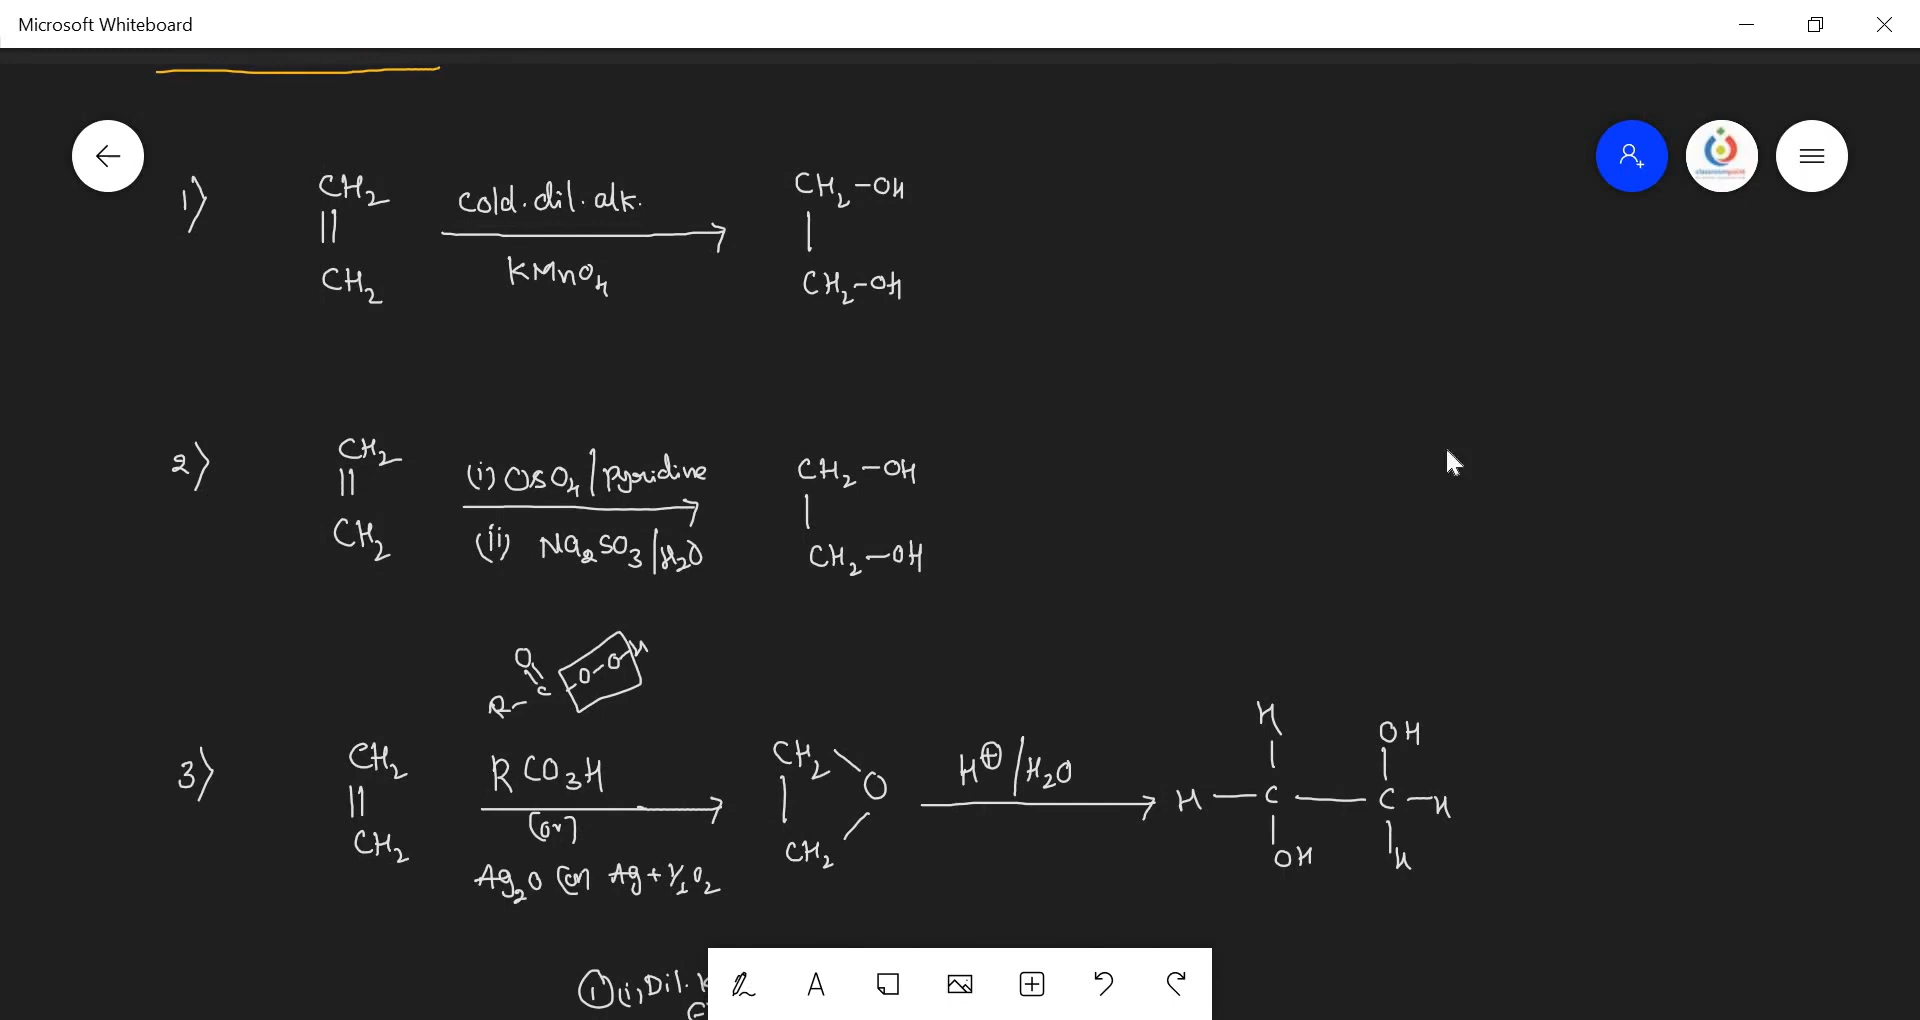 Microsoft Whiteboard
1) CH2 cold. dil. alk. CH2-OH
|| KMnO4 |
CH2 CH2-OH
2) CH2 (i) OsO4 / pyridine CH2-OH
|| (ii) Na2SO3 / H2O |
CH2 CH2-OH
O
R-C-O-O-H
H OH
3) CH2 RCO3H CH2 H⊕/H2O
|| (or) O H-C-C-H
CH2 CH2 OH H
Ag2O (or) Ag + O2
① (i) Dil.